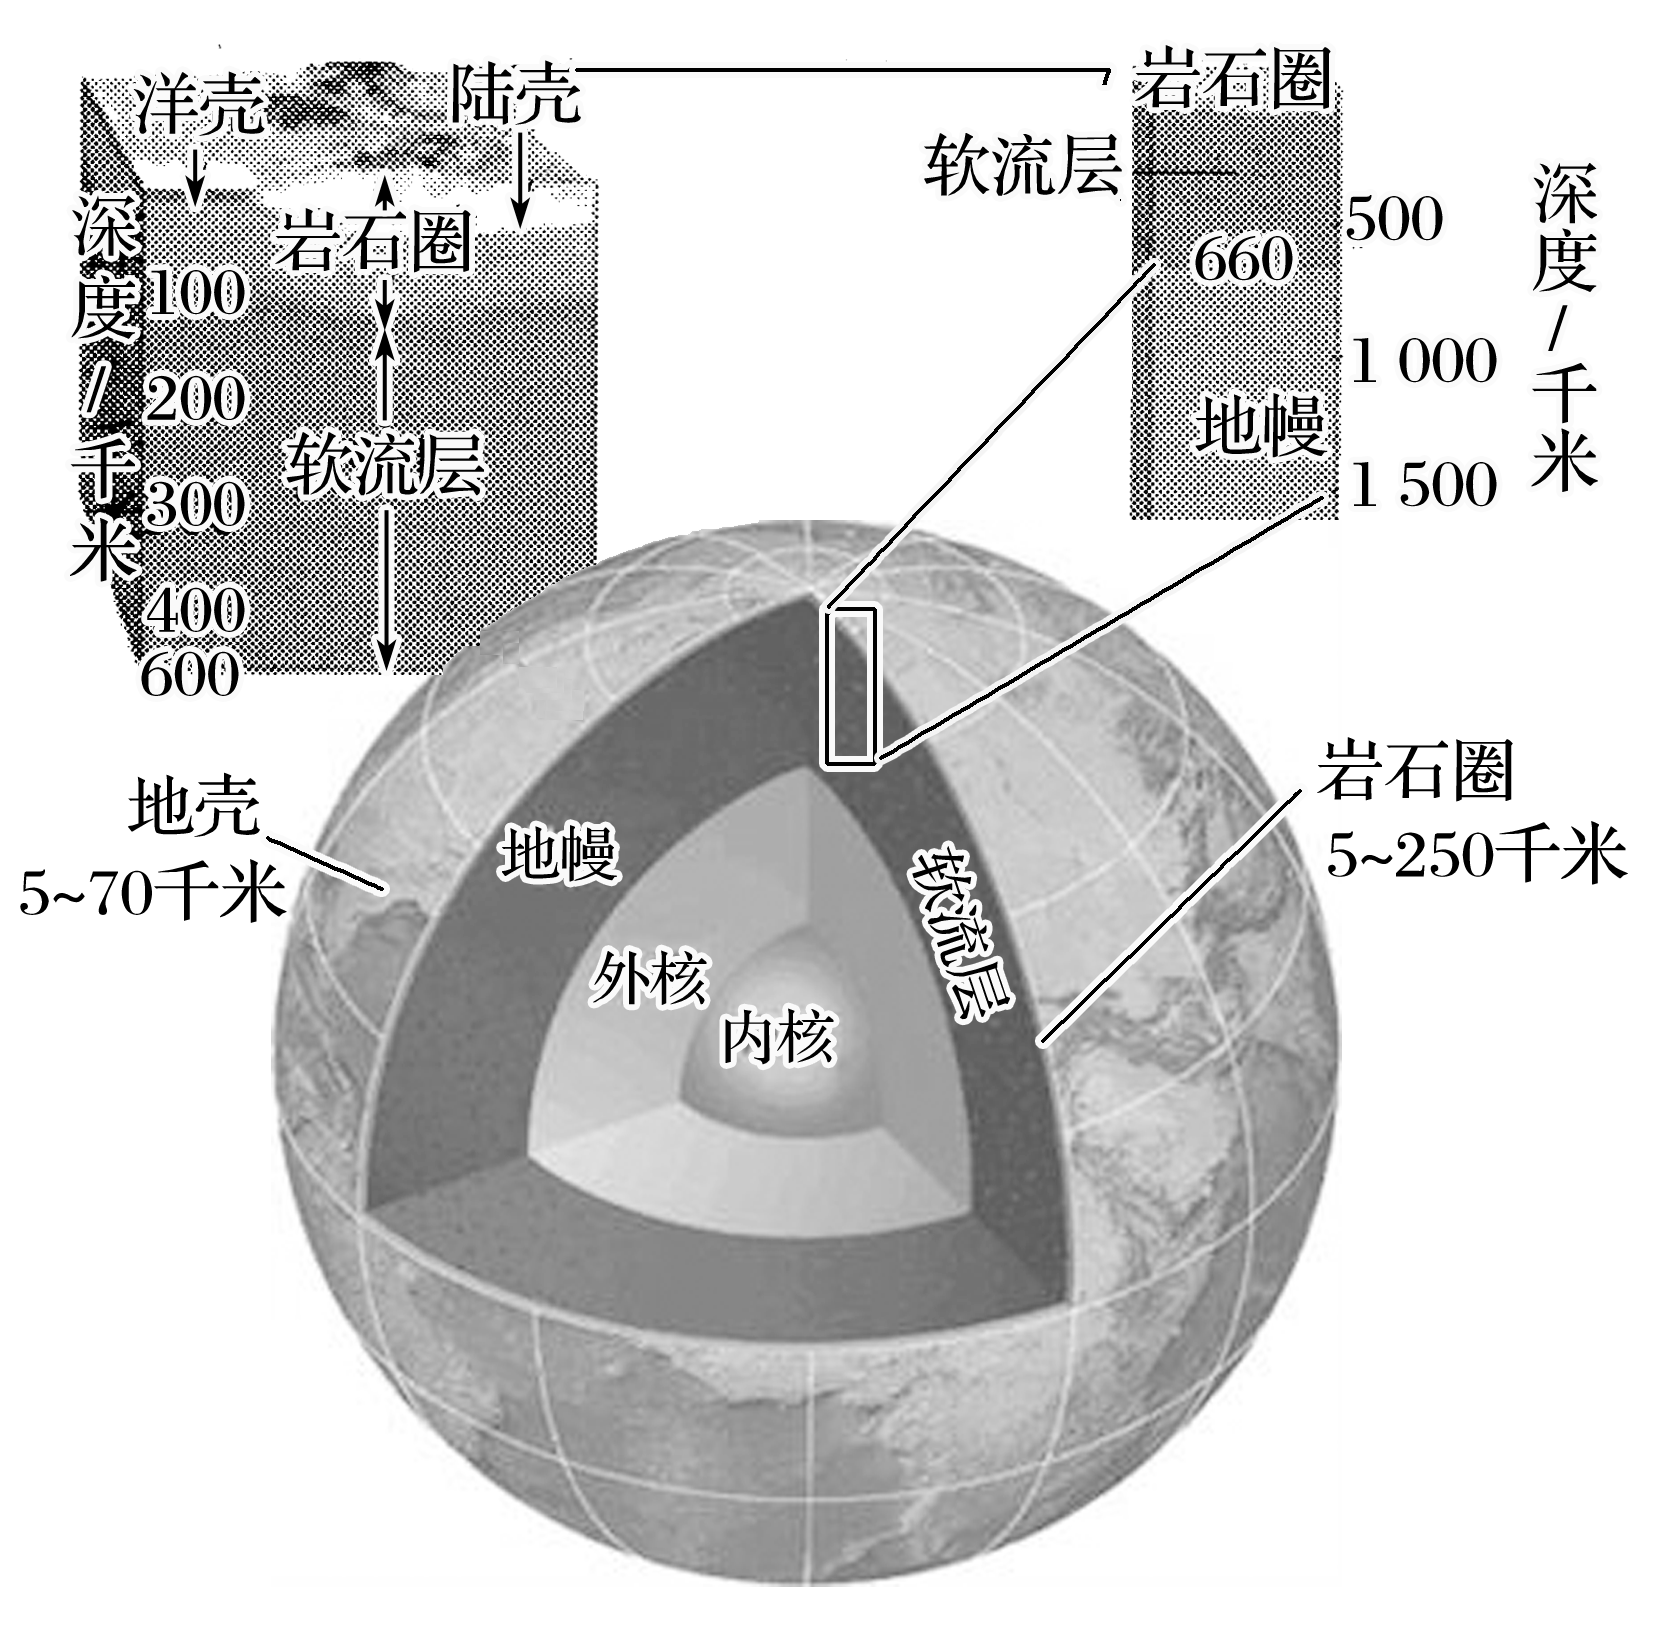 洋壳
陆壳
岩石圈
软流层
深度/千米
100
200
300
400
600
岩石圈
软流层
500
660
1 000
地幔
1 500
深度/千米
地壳
5~70千米
地幔
外核
内核
软流层
岩石圈
5~250千米